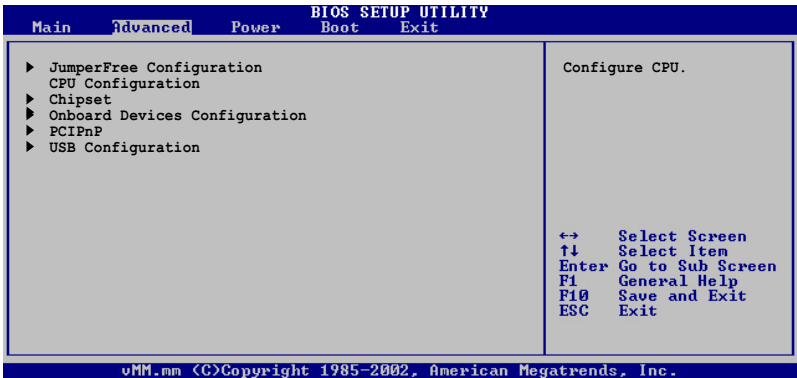 BIOS SETUP UTILITY
Main Advanced Power Boot Exit
JumperFree Configuration
CPU Configuration
Chipset
Onboard Devices Configuration
PCIPnP
USB Configuration
Configure CPU.
←→ Select Screen
↑↓ Select Item
Enter Go to Sub Screen
F1 General Help
F10 Save and Exit
ESC Exit
vMM.mm (C)Copyright 1985-2002, American Megatrends, Inc.